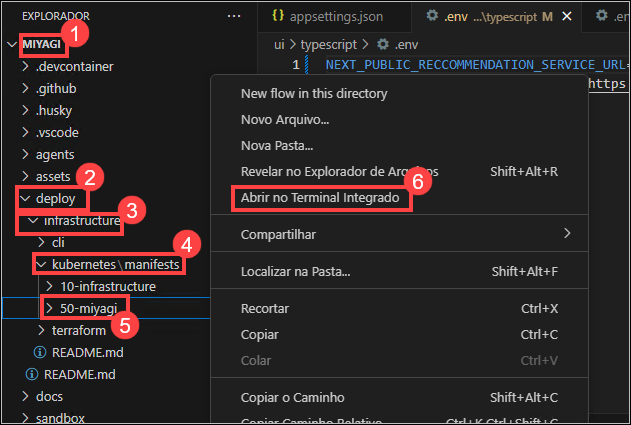 EXPLORADOR
...
MIYAGI
1
.devcontainer
.github
.husky
.vscode
agents
assets
2
deploy
3
infrastructure
cli
4
kubernetes\manifests
10-infrastructure
50-miyagi
5
terraform
README.md
README.md
docs
sandbox
appsettings.json
.env ...\typescript M
.e
ui > typescript > .env
1 NEXT_PUBLIC_RECCOMMENDATION_SERVICE_URL=
https
New flow in this directory
Novo Arquivo...
Nova Pasta...
Revelar no Explorador de Arquivos Shift+Alt+R
6
Abrir no Terminal Integrado
Compartilhar
Localizar na Pasta... Shift+Alt+F
Recortar Ctrl+X
Copiar Ctrl+C
Colar Ctrl+V
Copiar o Caminho Shift+Alt+C
Copiar Caminho Relativo Ctrl+K Ctrl+Shift+C